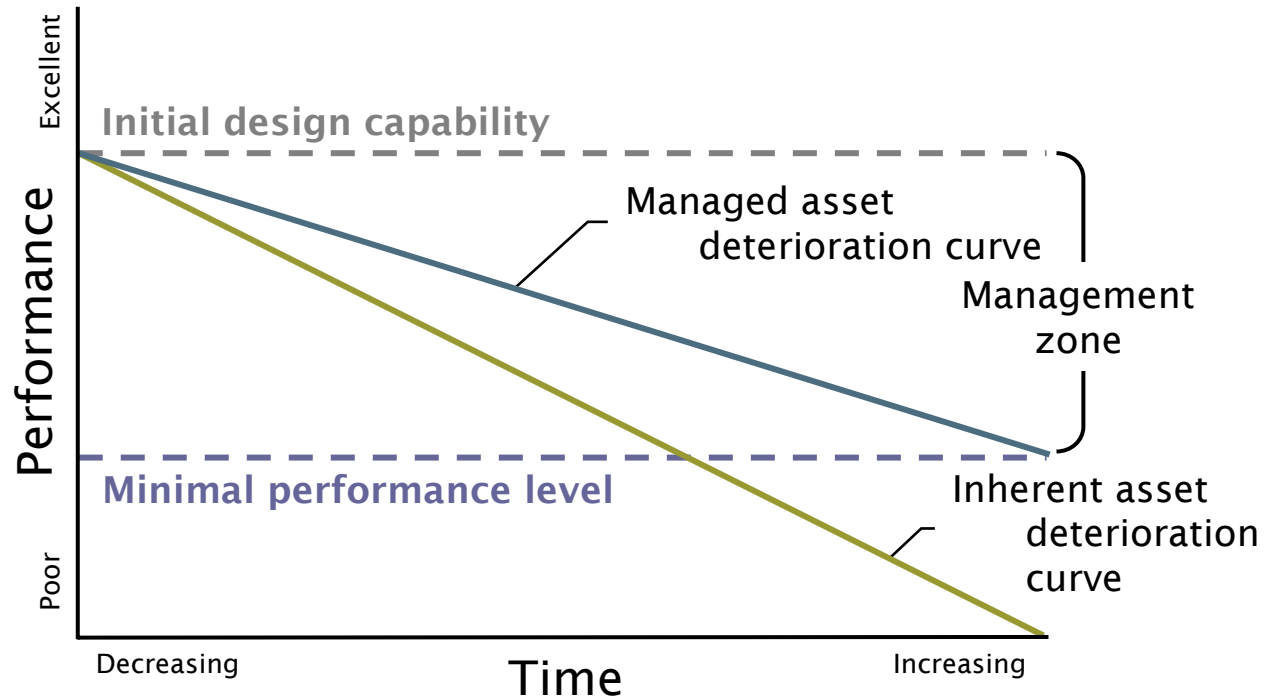 Excellent
Initial design capability
Managed asset
deterioration curve
Management
zone
Performance
Minimal performance level
Inherent asset
deterioration
curve
Poor
Decreasing
Time
Increasing